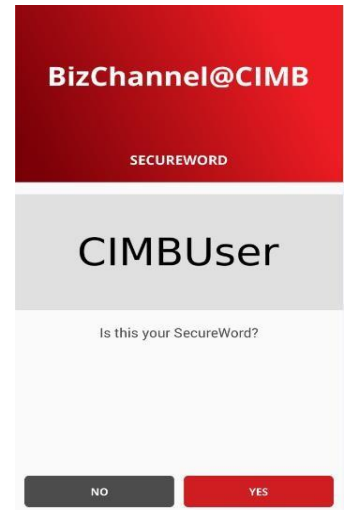 BizChannel@CIMB
SECUREWORD
CIMBUser
Is this your SecureWord?
NO
YES